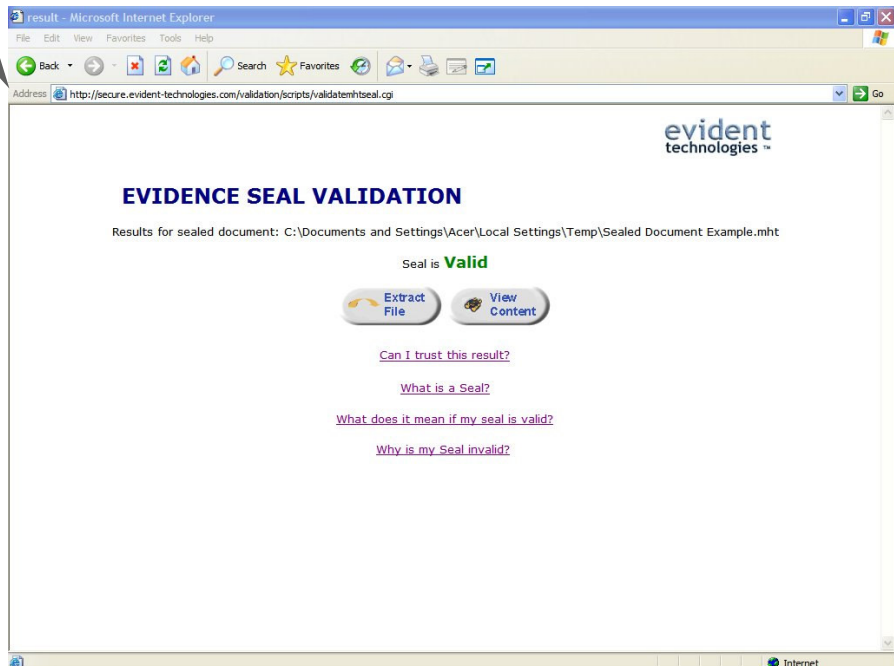 result - Microsoft Internet Explorer
File Edit View Favorites Tools Help
Back Search Favorites
Address http://secure.evident-technologies.com/validation/scripts/validatemhtseal.cgi Go
evident
technologies ™
EVIDENCE SEAL VALIDATION
Results for sealed document: C:\Documents and Settings\Acer\Local Settings\Temp\Sealed Document Example.mht
Seal is Valid
Extract File
View Content
Can I trust this result?
What is a Seal?
What does it mean if my seal is valid?
Why is my Seal invalid?
Internet